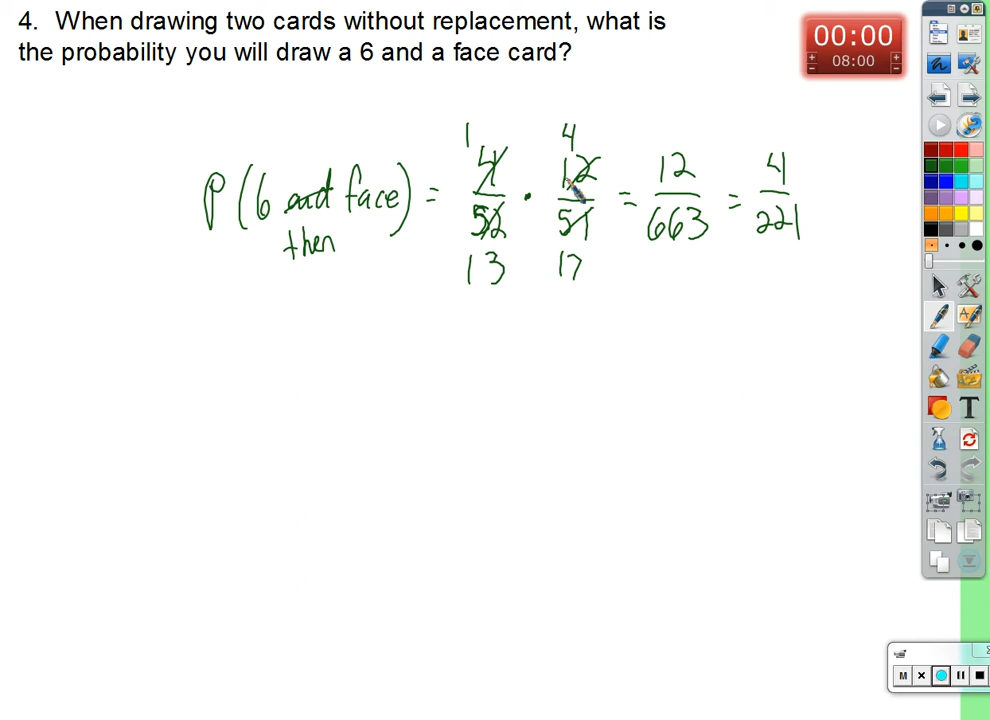 4. When drawing two cards without replacement, what is
the probability you will draw a 6 and a face card?
00:00
08:00
1 4
P(6 and face) = 4/52 · 12/51 = 12/663 = 4/221
then
13 17
A
T
M